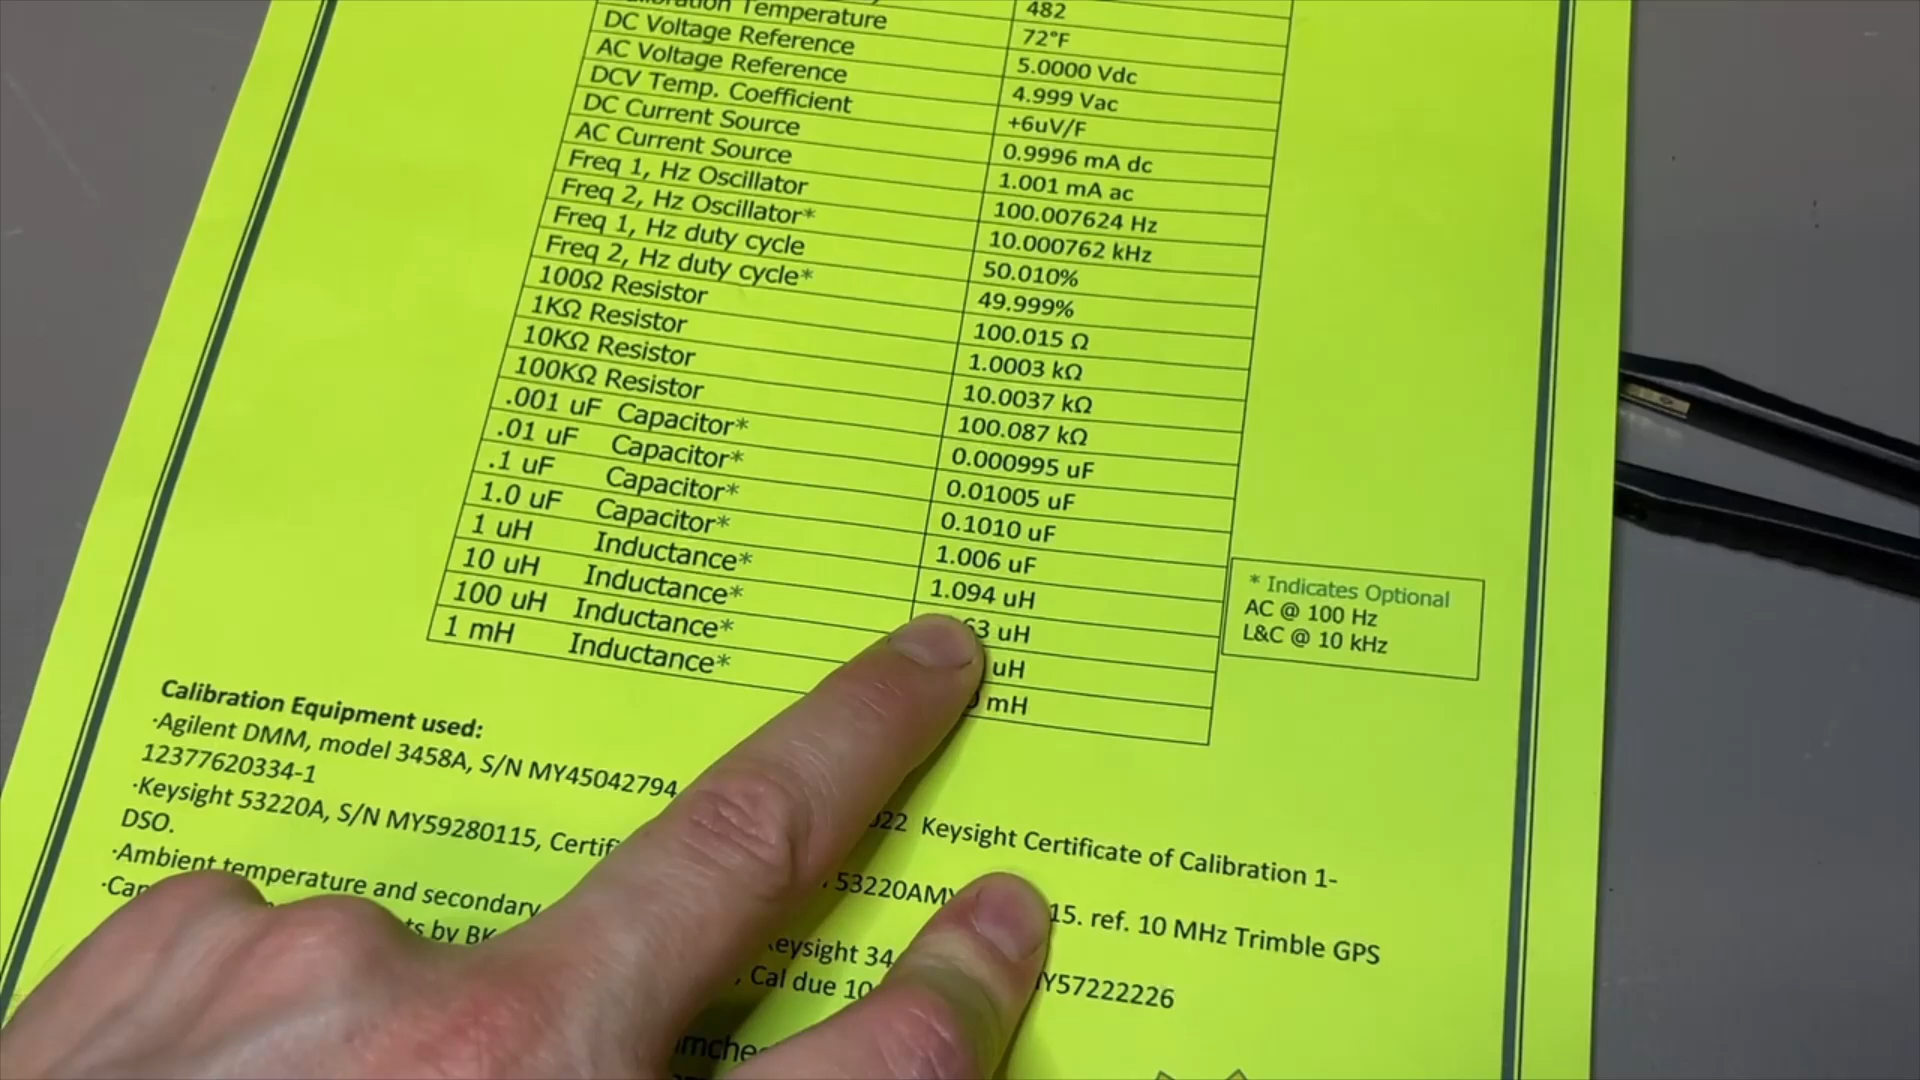 Temperature 482
DC Voltage Reference 72°F
AC Voltage Reference 5.0000 Vdc
DCV Temp. Coefficient 4.999 Vac
DC Current Source +6uV/F
AC Current Source 0.9996 mA dc
Freq 1, Hz Oscillator 1.001 mA ac
Freq 2, Hz Oscillator* 100.007624 Hz
Freq 1, Hz duty cycle 10.000762 kHz
Freq 2, Hz duty cycle* 50.010%
100Ω Resistor 49.999%
1KΩ Resistor 100.015 Ω
10KΩ Resistor 1.0003 kΩ
100KΩ Resistor 10.0037 kΩ
.001 uF Capacitor* 100.087 kΩ
.01 uF Capacitor* 0.000995 uF
.1 uF Capacitor* 0.01005 uF
1.0 uF Capacitor* 0.1010 uF
1 uH Inductance* 1.006 uF
10 uH Inductance* 1.094 uH
100 uH Inductance* uH
1 mH Inductance* uH
mH
* Indicates Optional
AC @ 100 Hz
L&C @ 10 kHz
Calibration Equipment used:
·Agilent DMM, model 3458A, S/N MY45042794 Keysight Certificate of Calibration 1-
12377620334-1
·Keysight 53220A, S/N MY59280115, ref. 10 MHz Trimble GPS
DSO.
·Ambient temperature and secondary
by BK , Cal due